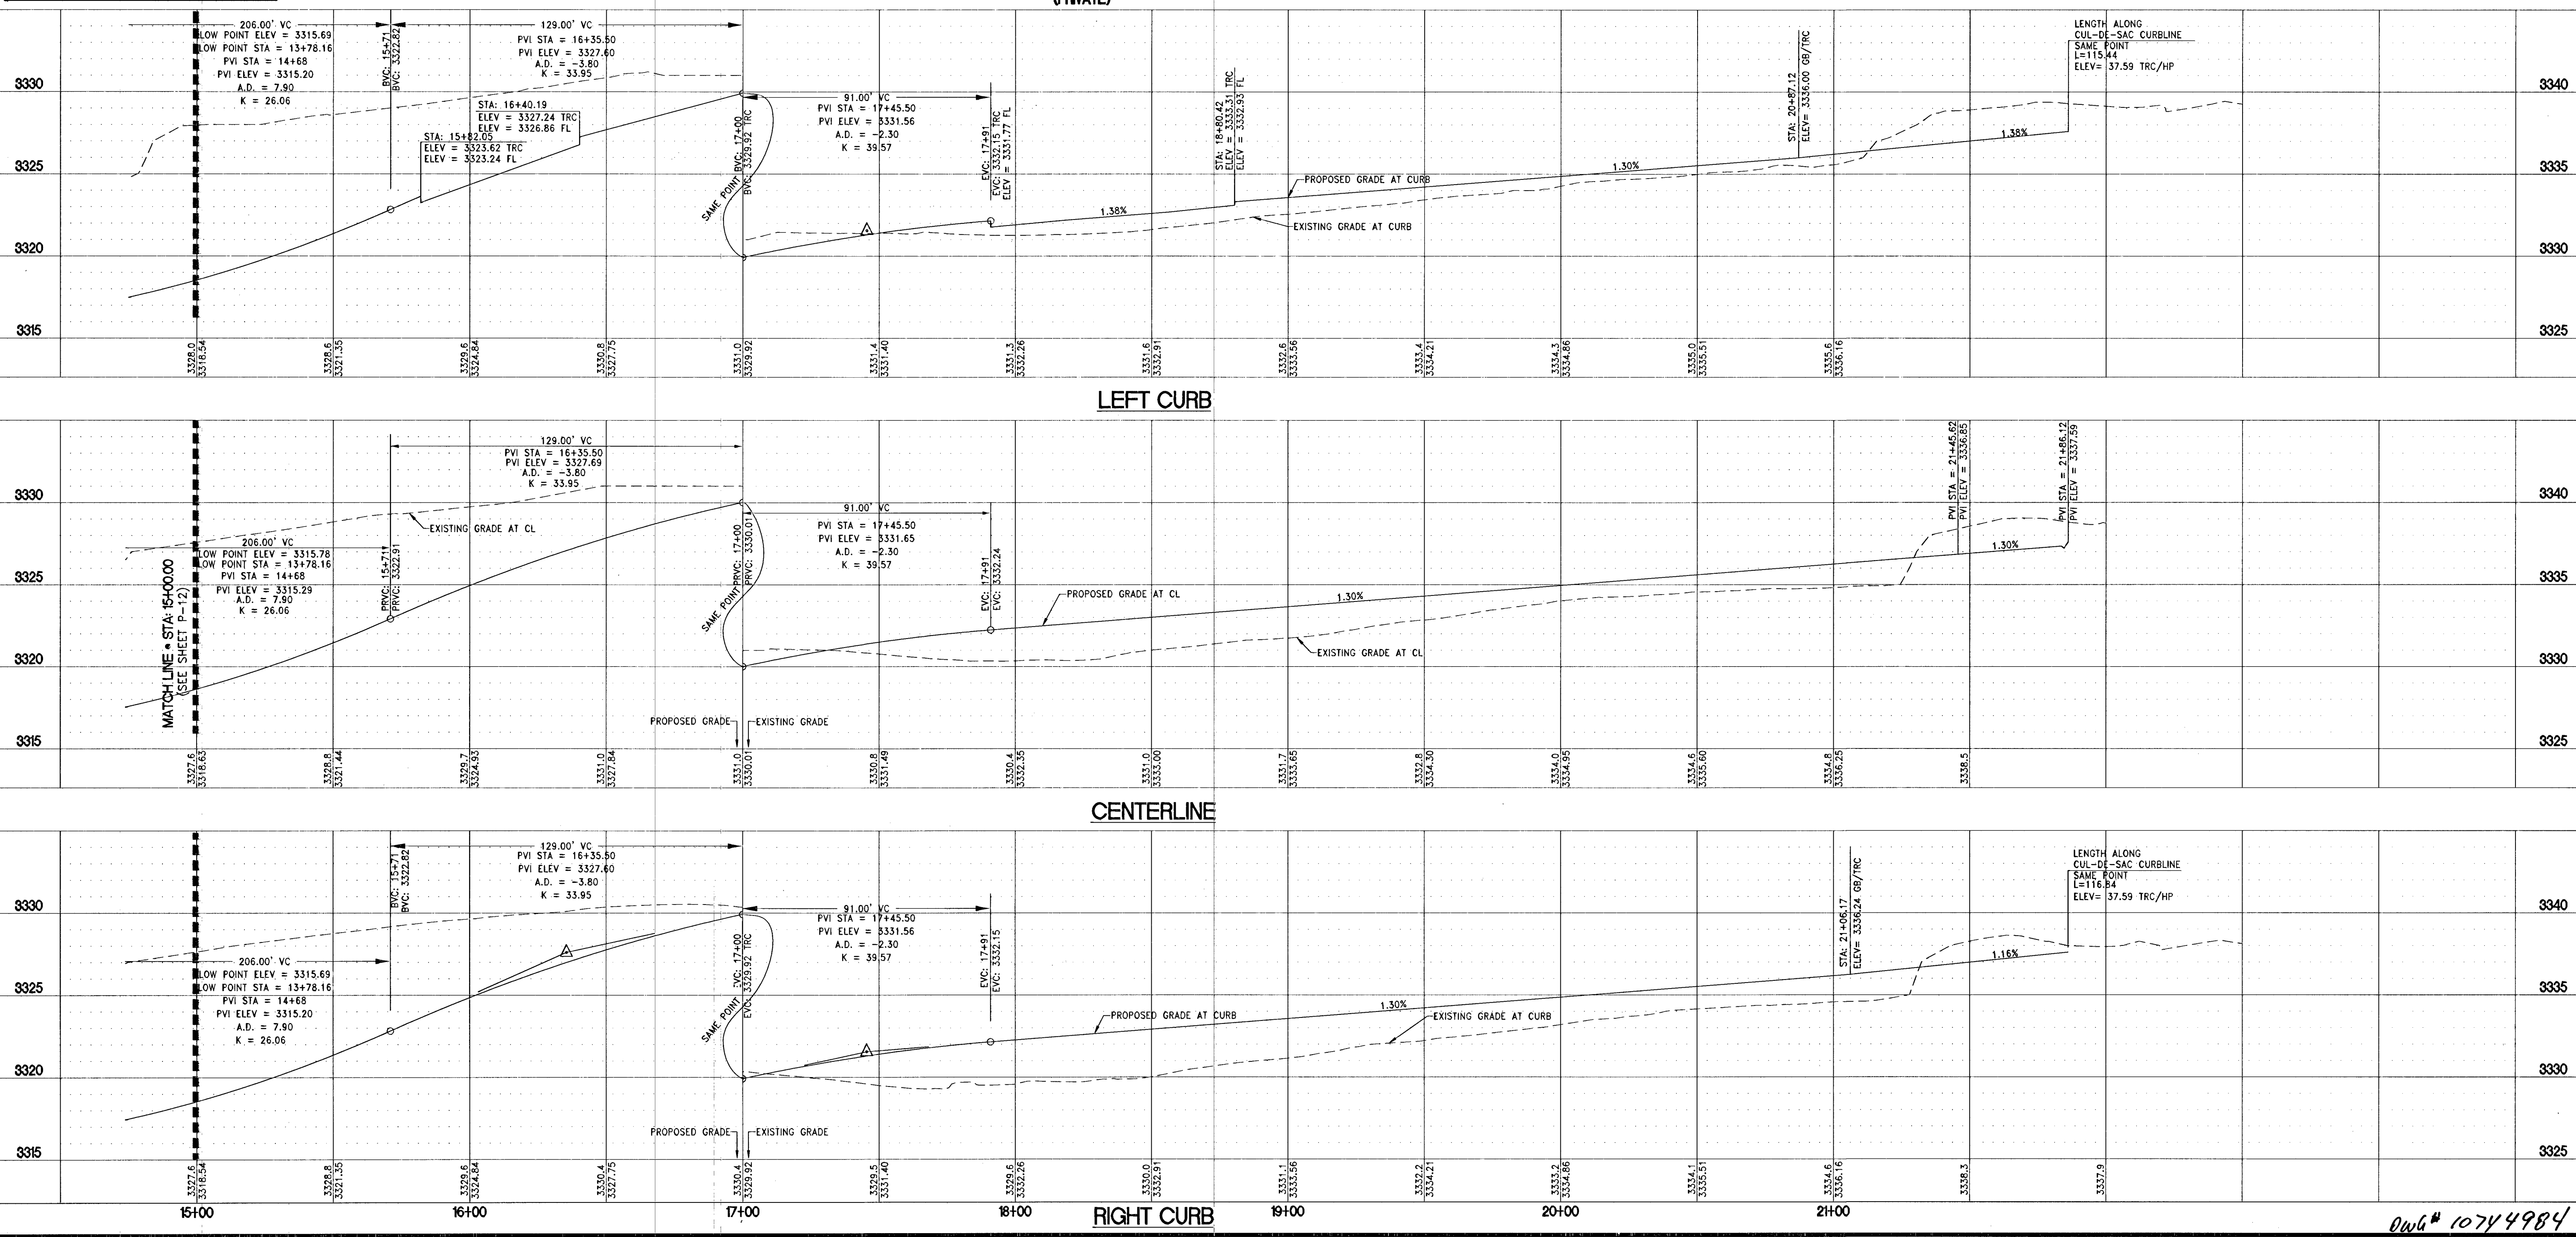 (PRIVATE)
206.00' VC
LOW POINT ELEV = 3315.69
LOW POINT STA = 13+78.16
PVI STA = 14+68
PVI ELEV = 3315.20
A.D. = 7.90
K = 26.06
BVC: 15+71
BVC: 3322.82
129.00' VC
PVI STA = 16+35.50
PVI ELEV = 3327.60
A.D. = -3.80
K = 33.95
STA: 16+40.19
ELEV = 3327.24 TRC
ELEV = 3326.86 FL
STA: 15+82.05
ELEV = 3323.62 TRC
ELEV = 3323.24 FL
SAME POINT
BVC: 17+00
BVC: 3329.92 TRC
91.00' VC
PVI STA = 17+45.50
PVI ELEV = 3331.56
A.D. = -2.30
K = 39.57
EVC: 17+91
EVC: 3332.15 TRC
ELEV = 3331.77 FL
1.38%
STA: 18+80.42
ELEV = 3333.31 TRC
ELEV = 3332.93 FL
PROPOSED GRADE AT CURB
EXISTING GRADE AT CURB
1.30%
STA: 20+87.12
ELEV= 3336.00 GB/TRC
1.38%
LENGTH ALONG
CUL-DE-SAC CURBLINE
SAME POINT
L=115.44
ELEV= 37.59 TRC/HP
3330
3325
3320
3315
3340
3335
3330
3325
3328.0
3318.54
3328.6
3321.35
3329.6
3324.84
3330.8
3327.75
3331.0
3329.92
3331.4
3331.40
3331.3
3332.26
3331.6
3332.91
3332.6
3333.56
3333.4
3334.21
3334.3
3334.86
3335.0
3335.51
3335.6
3336.16
LEFT CURB
129.00' VC
PVI STA = 16+35.50
PVI ELEV = 3327.69
A.D. = -3.80
K = 33.95
EXISTING GRADE AT CL
206.00' VC
LOW POINT ELEV = 3315.78
LOW POINT STA = 13+78.16
PVI STA = 14+68
PVI ELEV = 3315.29
A.D. = 7.90
K = 26.06
MATCH LINE • STA: 15+00.00
(SEE SHEET P-12)
PRVC: 15+71
PRVC: 3322.91
SAME POINT
PRVC: 17+00
PRVC: 3330.01
91.00' VC
PVI STA = 17+45.50
PVI ELEV = 3331.65
A.D. = -2.30
K = 39.57
EVC: 17+91
EVC: 3332.24
PROPOSED GRADE AT CL
1.30%
EXISTING GRADE AT CL
PVI STA = 21+45.62
PVI ELEV = 3336.85
PVI STA = 21+86.12
PVI ELEV = 3337.59
1.30%
PROPOSED GRADE
EXISTING GRADE
3330
3325
3320
3315
3340
3335
3330
3325
3327.6
3318.63
3328.8
3321.44
3329.7
3324.93
3331.0
3327.84
3331.0
3330.01
3330.8
3331.49
3330.4
3332.35
3331.0
3333.00
3331.7
3333.65
3332.8
3334.30
3334.0
3334.95
3334.6
3335.60
3334.8
3336.25
3338.5
CENTERLINE
BVC: 15+71
BVC: 3322.82
129.00' VC
PVI STA = 16+35.50
PVI ELEV = 3327.60
A.D. = -3.80
K = 33.95
206.00' VC
LOW POINT ELEV = 3315.69
LOW POINT STA = 13+78.16
PVI STA = 14+68
PVI ELEV = 3315.20
A.D. = 7.90
K = 26.06
SAME POINT
EVC: 17+00
EVC: 3329.92 TRC
91.00' VC
PVI STA = 17+45.50
PVI ELEV = 3331.56
A.D. = -2.30
K = 39.57
EVC: 17+91
EVC: 3332.15
PROPOSED GRADE AT CURB
1.30%
EXISTING GRADE AT CURB
STA: 21+06.17
ELEV= 3336.24 GB/TRC
1.16%
LENGTH ALONG
CUL-DE-SAC CURBLINE
SAME POINT
L=116.84
ELEV= 37.59 TRC/HP
PROPOSED GRADE
EXISTING GRADE
3330
3325
3320
3315
3340
3335
3330
3325
3327.6
3318.54
3328.8
3321.35
3329.6
3324.84
3330.4
3327.75
3330.4
3329.92
3329.5
3331.40
3329.6
3332.26
3330.0
3332.91
3331.1
3333.56
3332.2
3334.21
3333.2
3334.86
3334.1
3335.51
3334.6
3336.16
3338.3
3337.9
15+00
16+00
17+00
18+00
19+00
20+00
21+00
RIGHT CURB
DWG# 10744984